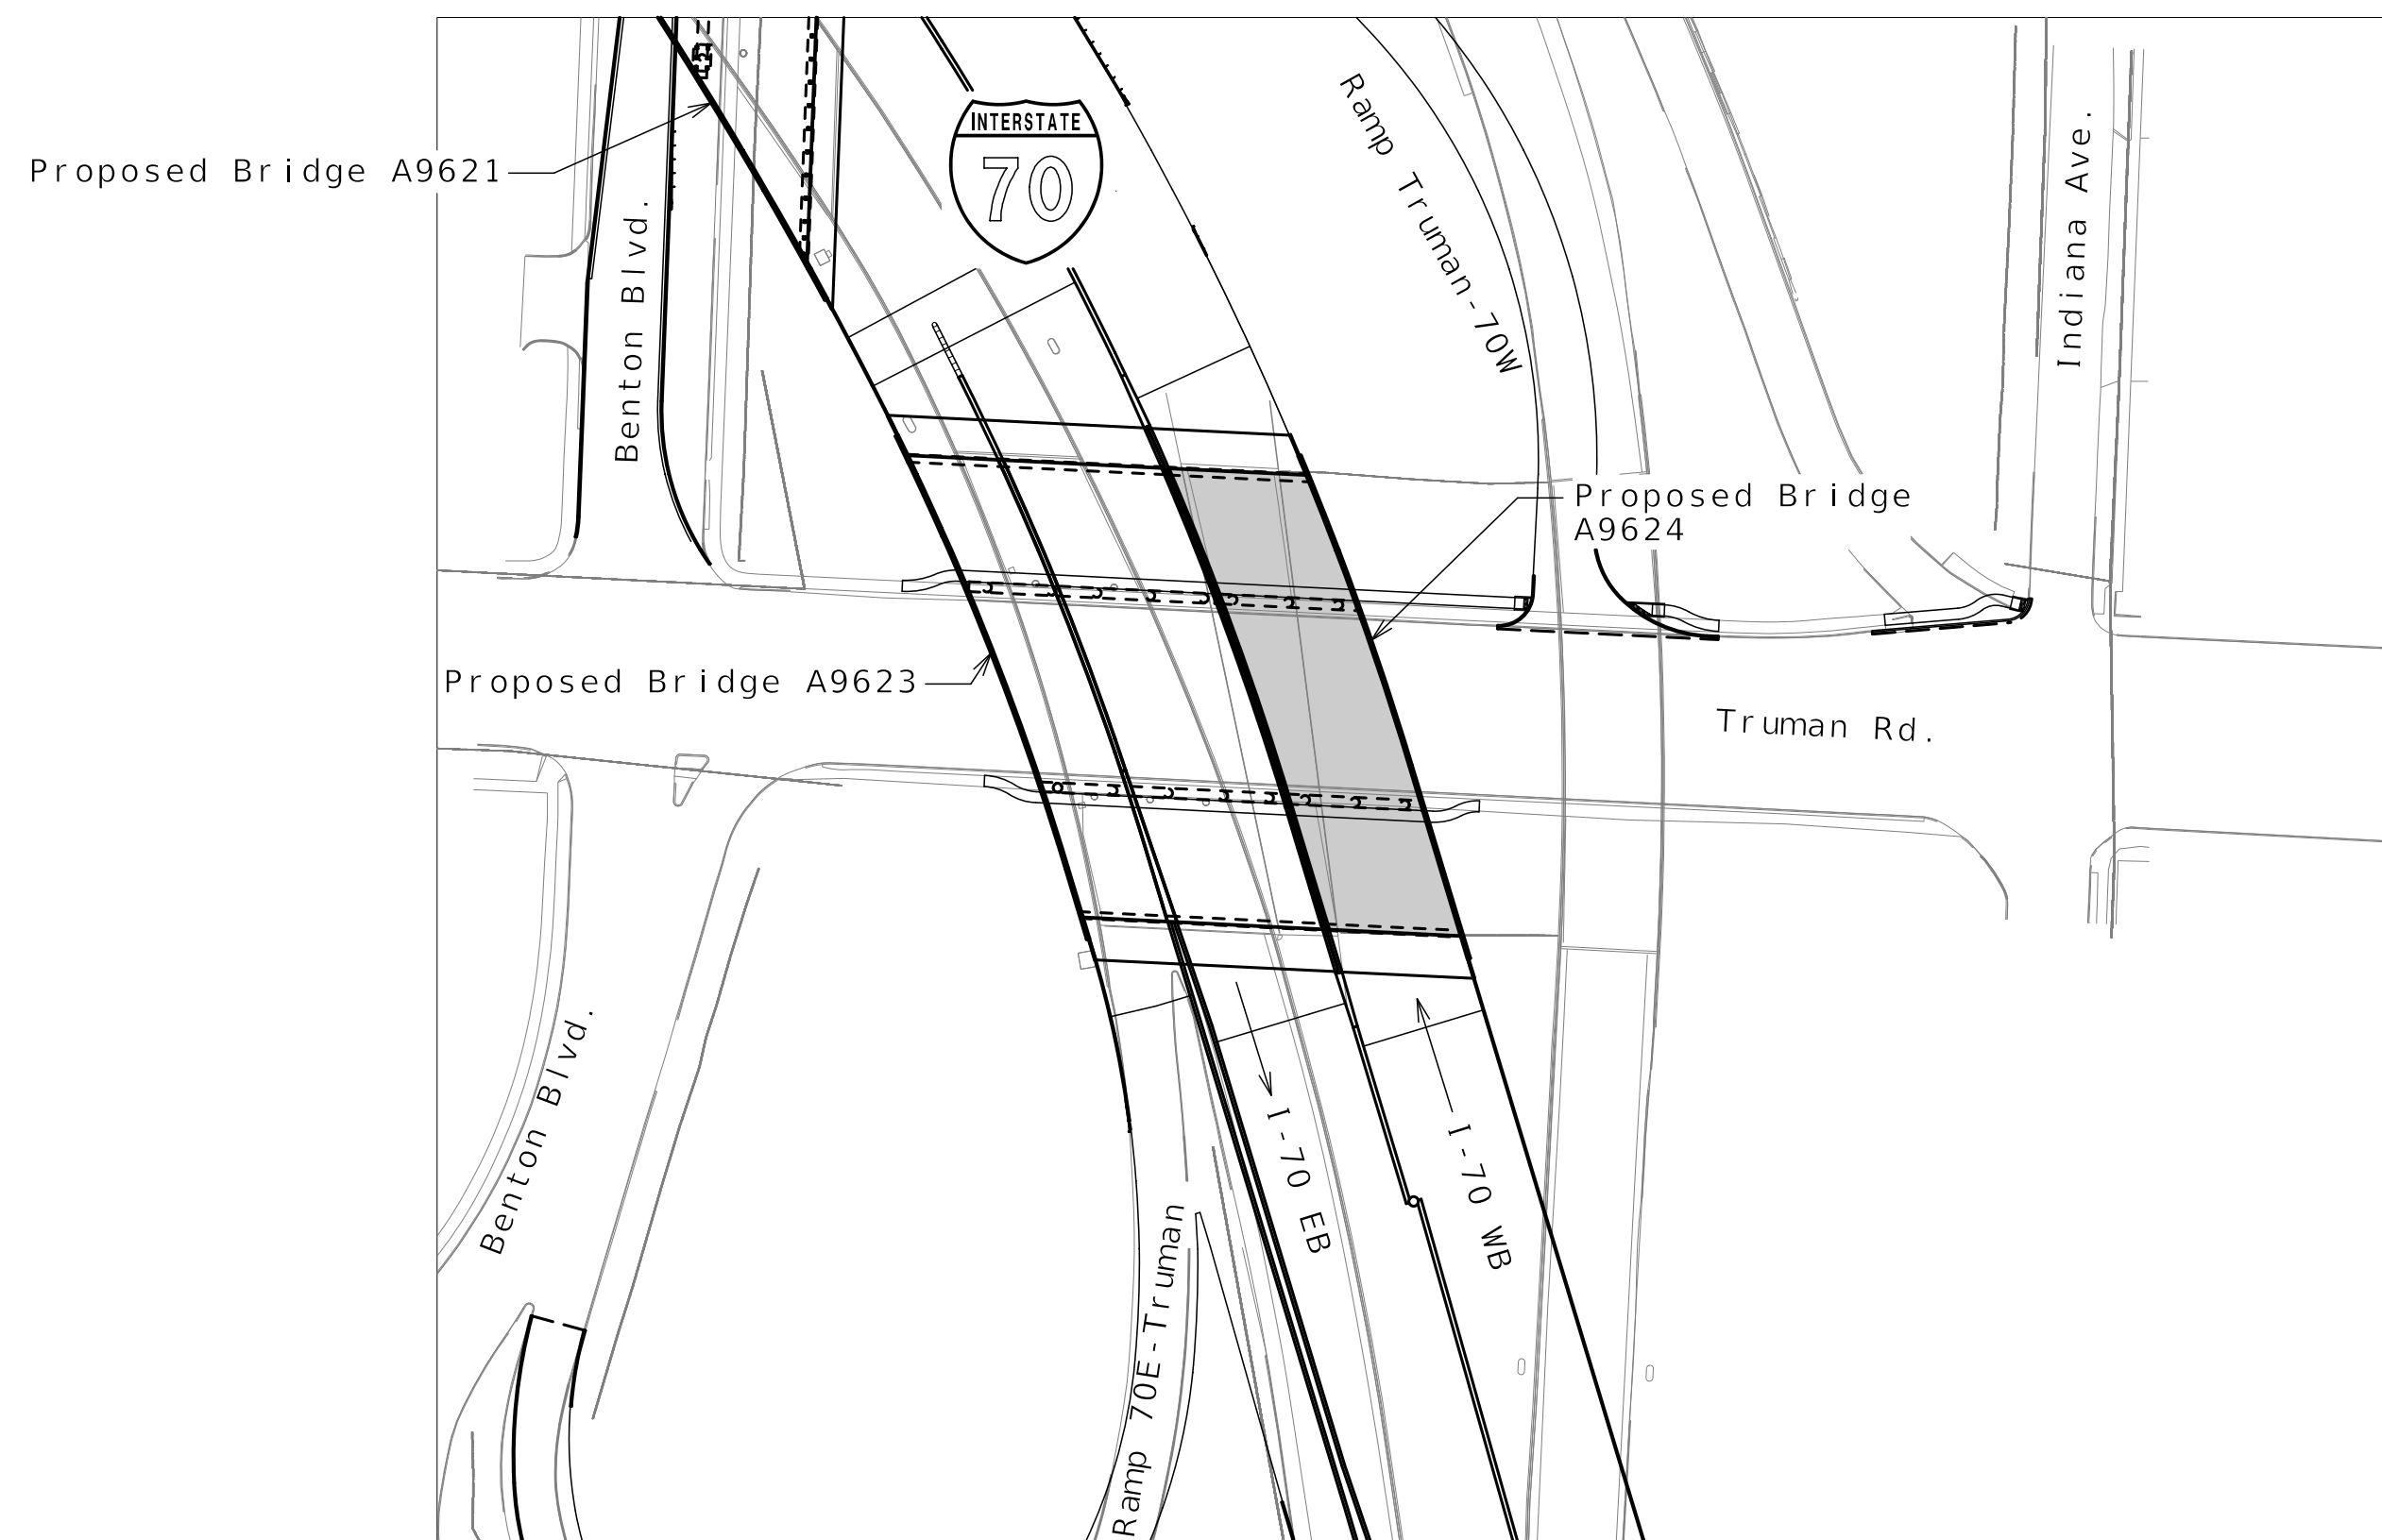 INTERSTATE
70
Ramp Truman-70W
Indiana Ave.
Proposed Bridge A9621
Benton Blvd.
Proposed Bridge
A9624
Proposed Bridge A9623
Truman Rd.
Benton Blvd.
I-70 EB
I-70 WB
Ramp 70E-Truman